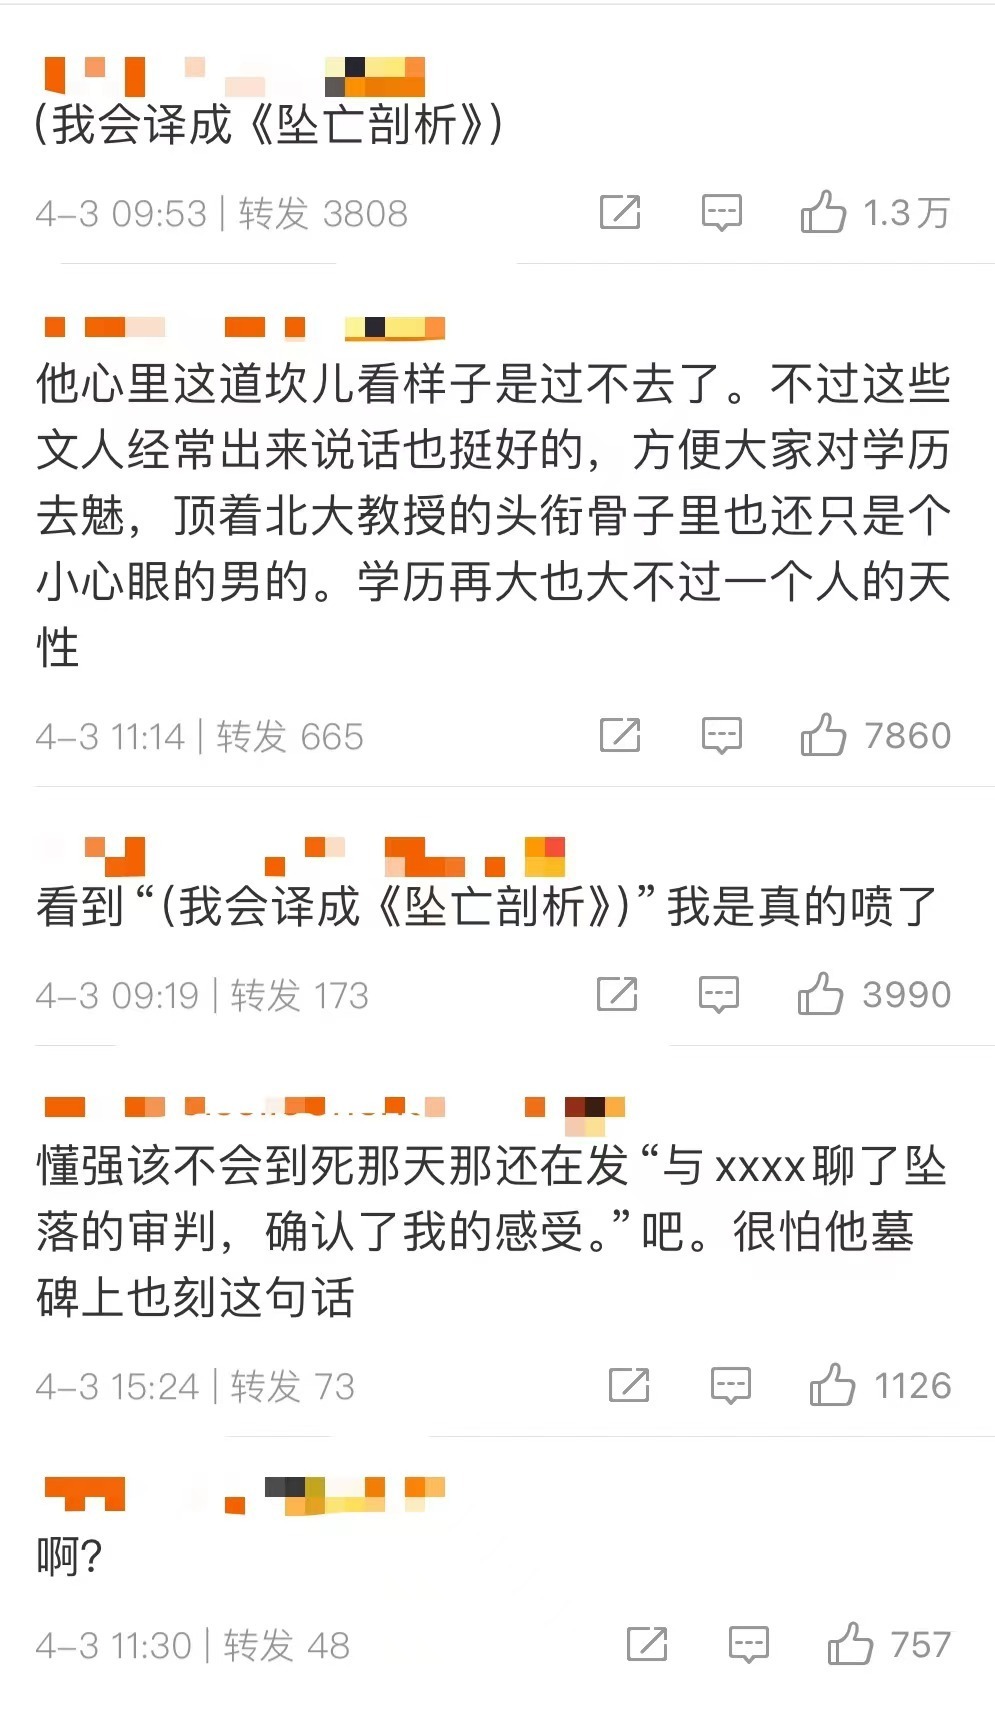 (我会译成《坠亡剖析》)
4-3 09:53 | 转发 3808
1.3万
他心里这道坎儿看样子是过不去了。不过这些
文人经常出来说话也挺好的，方便大家对学历
去魅，顶着北大教授的头衔骨子里也还只是个
小心眼的男的。学历再大也大不过一个人的天
性
4-3 11:14 | 转发 665
7860
看到“(我会译成《坠亡剖析》)”我是真的喷了
4-3 09:19 | 转发 173
3990
懂强该不会到死那天那还在发“与xxxx聊了坠
落的审判，确认了我的感受。”吧。很怕他墓
碑上也刻这句话
4-3 15:24 | 转发 73
1126
啊?
4-3 11:30 | 转发 48
757